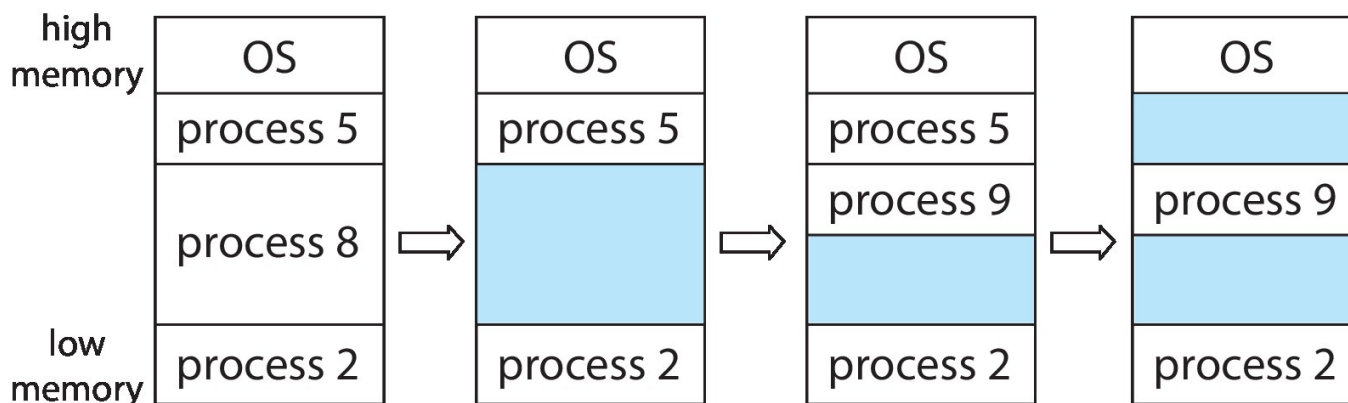 high
memory
OS
process 5
process 8
low
memory
process 2
OS
process 5
process 2
OS
process 5
process 9
process 2
OS
process 9
process 2